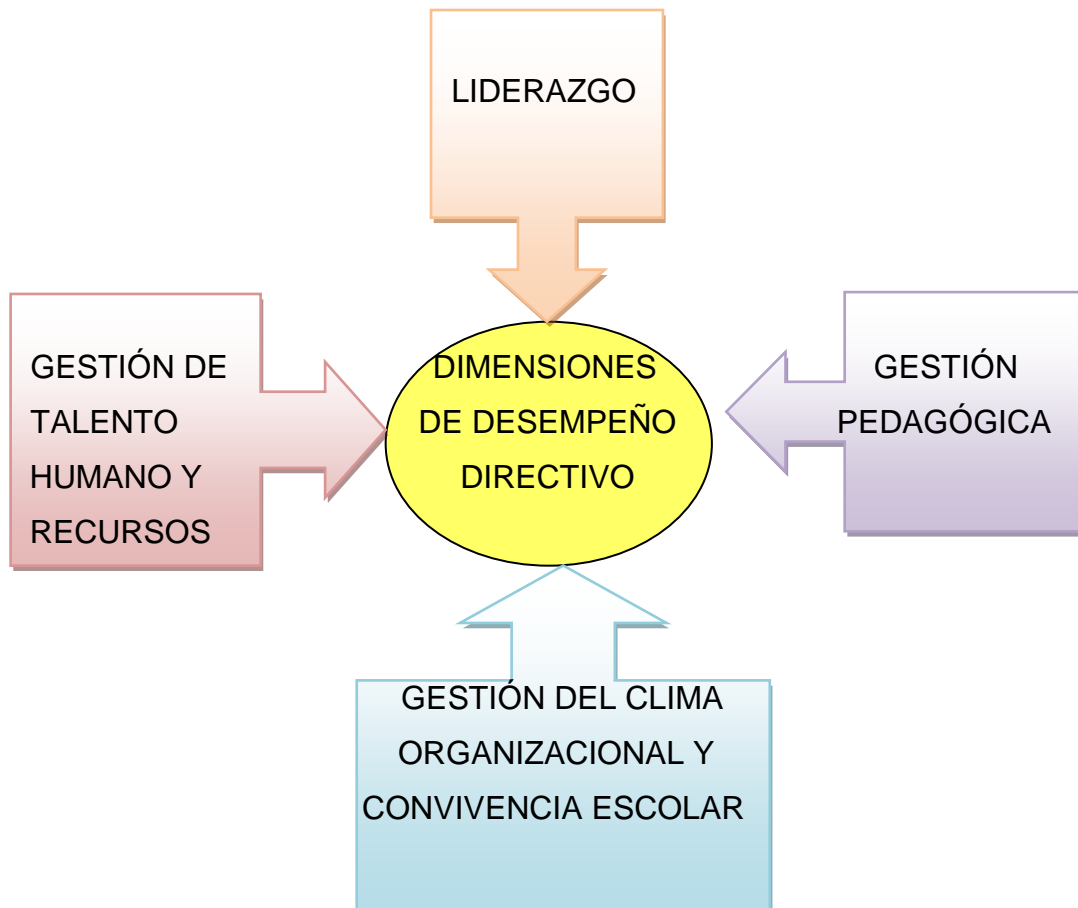 LIDERAZGO
GESTIÓN DE
TALENTO
HUMANO Y
RECURSOS
DIMENSIONES
DE DESEMPEÑO
DIRECTIVO
GESTIÓN
PEDAGÓGICA
GESTIÓN DEL CLIMA
ORGANIZACIONAL Y
CONVIVENCIA ESCOLAR